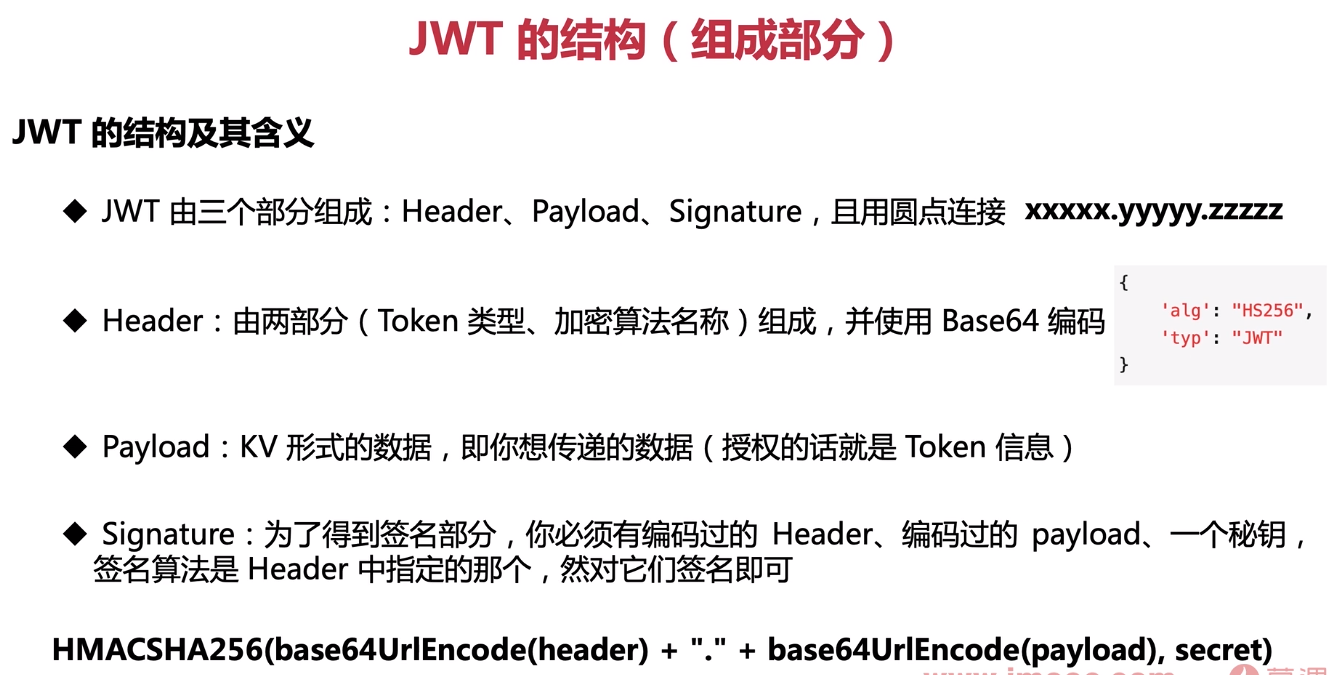 JWT 的结构（组成部分）
JWT 的结构及其含义
◆ JWT 由三个部分组成：Header、Payload、Signature，且用圆点连接 xxxxx.yyyyy.zzzzz
◆ Header：由两部分（Token 类型、加密算法名称）组成，并使用 Base64 编码
{
'alg': "HS256",
'typ': "JWT"
}
◆ Payload：KV 形式的数据，即你想传递的数据（授权的话就是 Token 信息）
◆ Signature：为了得到签名部分，你必须有编码过的 Header、编码过的 payload、一个秘钥，
签名算法是 Header 中指定的那个，然对它们签名即可
HMACSHA256(base64UrlEncode(header) + "." + base64UrlEncode(payload), secret)